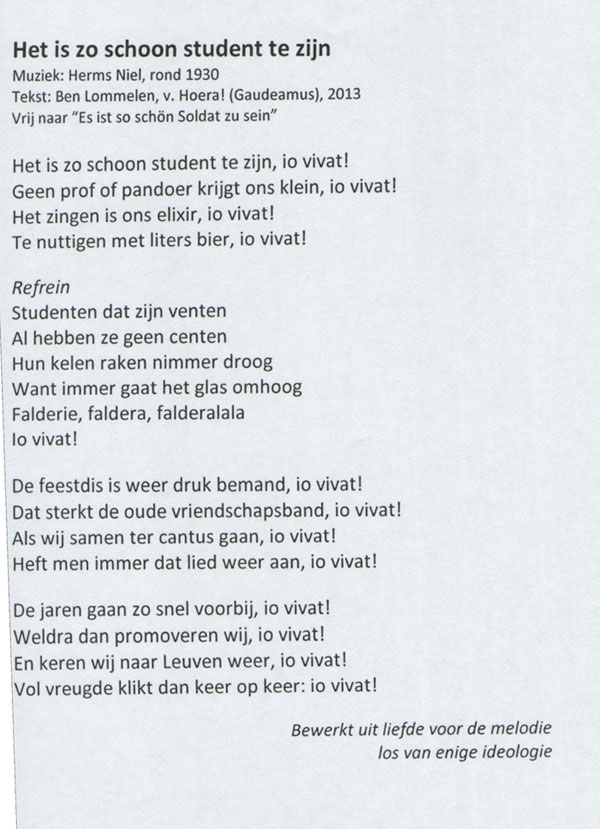 Het is zo schoon student te zijn
Muziek: Herms Niel, rond 1930
Tekst: Ben Lommelen, v. Hoera! (Gaudeamus), 2013
Vrij naar “Es ist so schön Soldat zu sein”
Het is zo schoon student te zijn, io vivat!
Geen prof of pandoer krijgt ons klein, io vivat!
Het zingen is ons elixir, io vivat!
Te nuttigen met liters bier, io vivat!
Refrein
Studenten dat zijn venten
Al hebben ze geen centen
Hun kelen raken nimmer droog
Want immer gaat het glas omhoog
Falderie, faldera, falderalala
Io vivat!
De feestdis is weer druk bemand, io vivat!
Dat sterkt de oude vriendschapsband, io vivat!
Als wij samen ter cantus gaan, io vivat!
Heft men immer dat lied weer aan, io vivat!
De jaren gaan zo snel voorbij, io vivat!
Weldra dan promoveren wij, io vivat!
En keren wij naar Leuven weer, io vivat!
Vol vreugde klikt dan keer op keer: io vivat!
Bewerkt uit liefde voor de melodie
los van enige ideologie